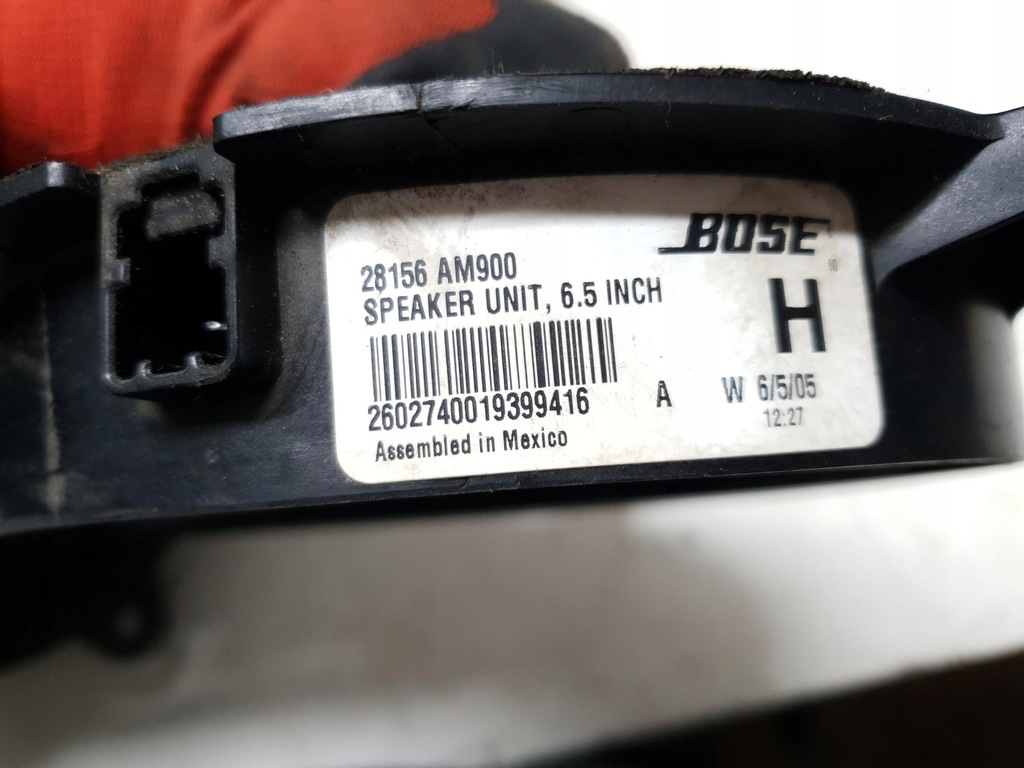 BOSE
28156 AM900
SPEAKER UNIT, 6.5 INCH
H
2602740019399416 A W 6/5/05
12:27
Assembled in Mexico